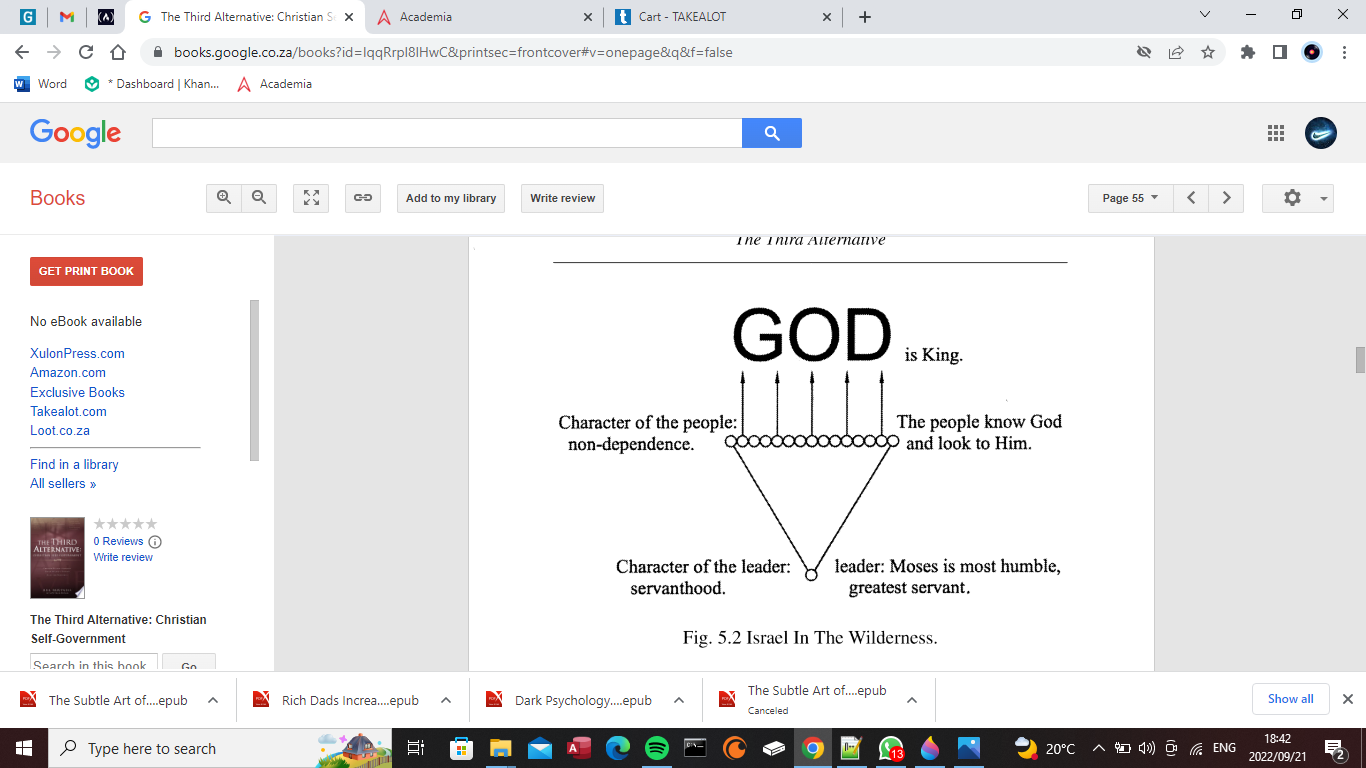 The Third Alternative: Christian S
Academia
Cart - TAKEALOT
books.google.co.za/books?id=IqqRrpl8lHwC&printsec=frontcover#v=onepage&q&f=false
Word
* Dashboard | Khan...
Academia
Google
Books
Add to my library
Write review
Page 55
GET PRINT BOOK
No eBook available
XulonPress.com
Amazon.com
Exclusive Books
Takealot.com
Loot.co.za
Find in a library
All sellers »
0 Reviews
Write review
THE THIRD
ALTERNATIVE:
The Third Alternative: Christian
Self-Government
Search in this book
Go
The Third Alternative
GOD is King.
Character of the people:
non-dependence.
The people know God
and look to Him.
Character of the leader:
servanthood.
leader: Moses is most humble,
greatest servant.
Fig. 5.2 Israel In The Wilderness.
The Subtle Art of....epub
Rich Dads Increa....epub
Dark Psychology....epub
The Subtle Art of....epub
Canceled
Show all
Type here to search
13
20°C
ENG
18:42
2022/09/21
2